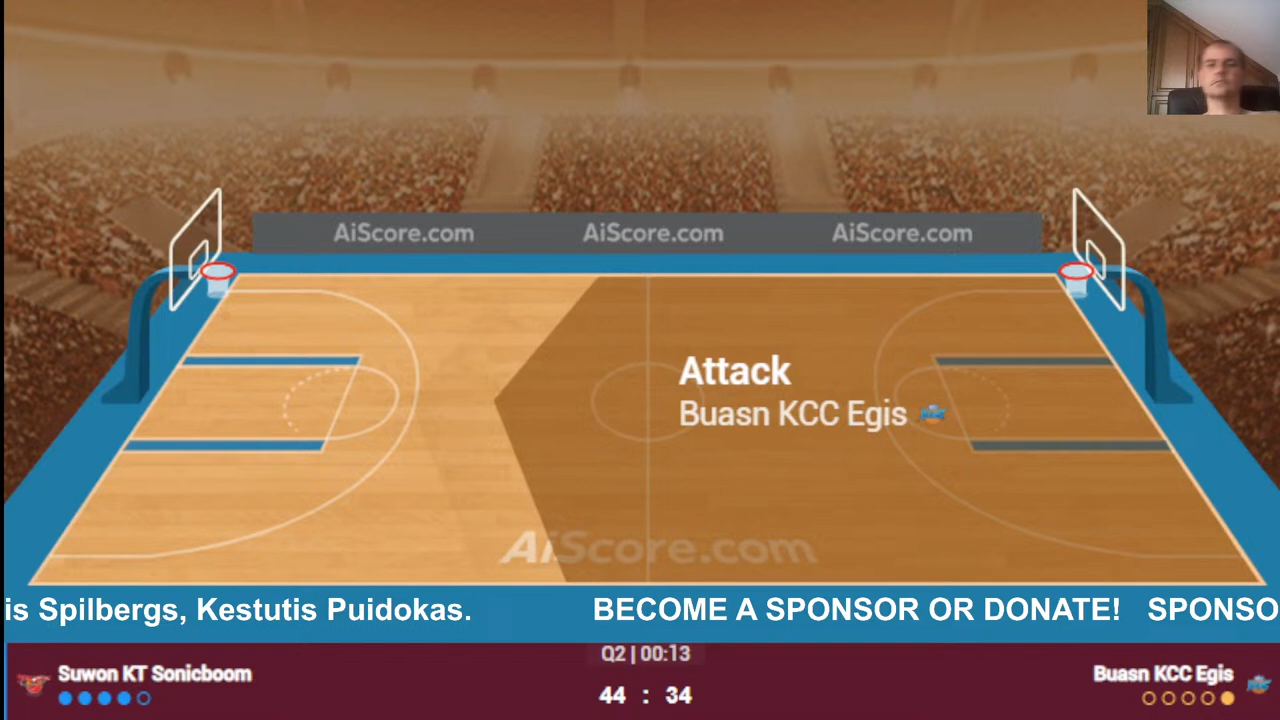 AiScore.com AiScore.com AiScore.com
Attack
Buasn KCC Egis
AiScore.com
is Spilbergs, Kestutis Puidokas. BECOME A SPONSOR OR DONATE! SPONSO
Q2 | 00:13
Suwon KT Sonicboom
44 : 34
Buasn KCC Egis